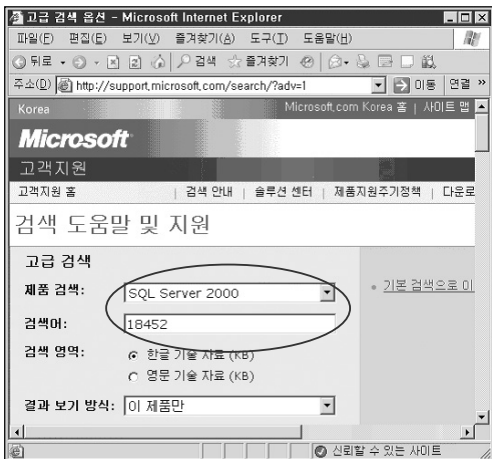 고급 검색 옵션 - Microsoft Internet Explorer
파일(F) 편집(E) 보기(V) 즐겨찾기(A) 도구(T) 도움말(H)
뒤로 검색 즐겨찾기
주소(D) http://support.microsoft.com/search/?adv=1 이동 연결 »
Korea Microsoft.com Korea 홈 | 사이트 맵
Microsoft
고객지원
고객지원 홈 | 검색 안내 | 솔루션 센터 | 제품지원주기정책 | 다운로
검색 도움말 및 지원
고급 검색
제품 검색: SQL Server 2000
기본 검색으로 이
검색어: 18452
검색 영역: 한글 기술 자료 (KB)
영문 기술 자료 (KB)
결과 보기 방식: 이 제품만
신뢰할 수 있는 사이트